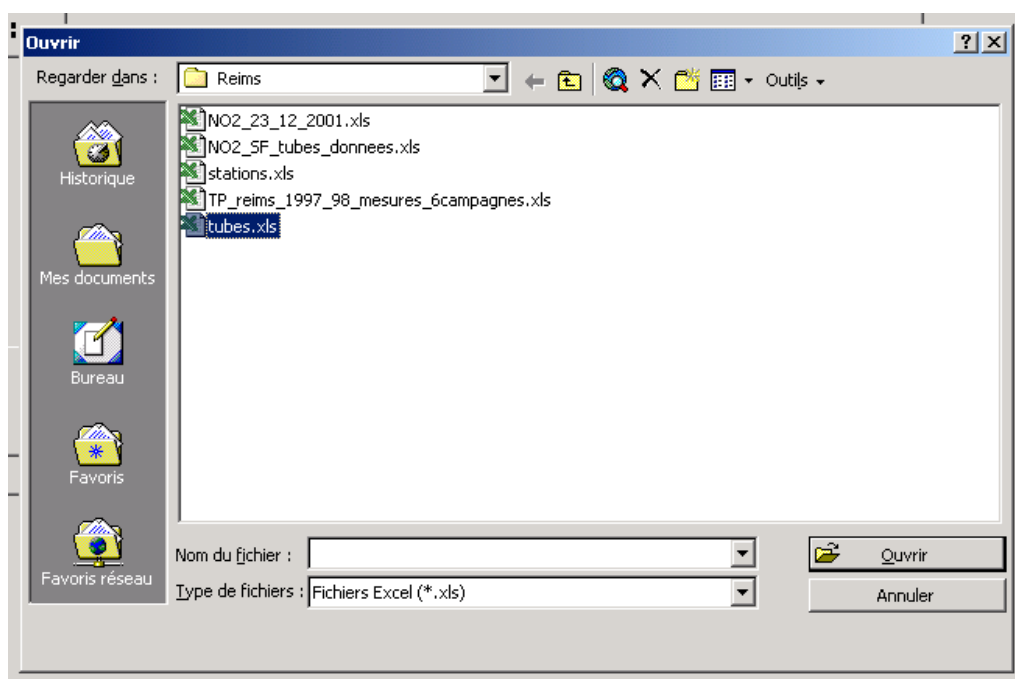 Ouvrir
Regarder dans :
Reims
Outils
Historique
Mes documents
Bureau
Favoris
Favoris réseau
NO2_23_12_2001.xls
NO2_SF_tubes_donnees.xls
stations.xls
TP_reims_1997_98_mesures_6campagnes.xls
tubes.xls
Nom du fichier :
Ouvrir
Type de fichiers :
Fichiers Excel (*.xls)
Annuler